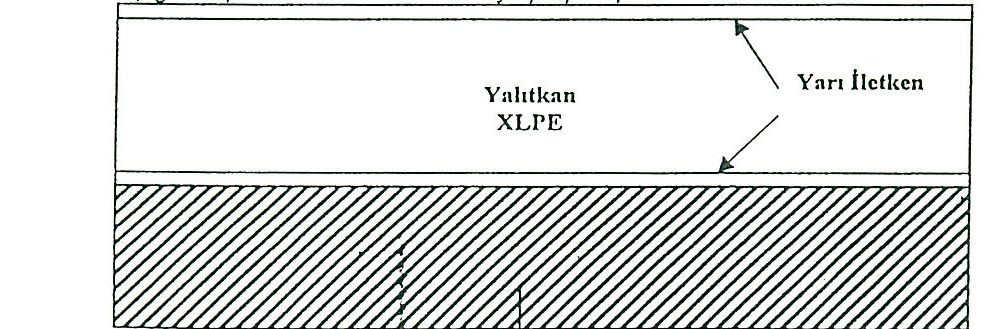 Yarı İletken
Yalıtkan
XLPE